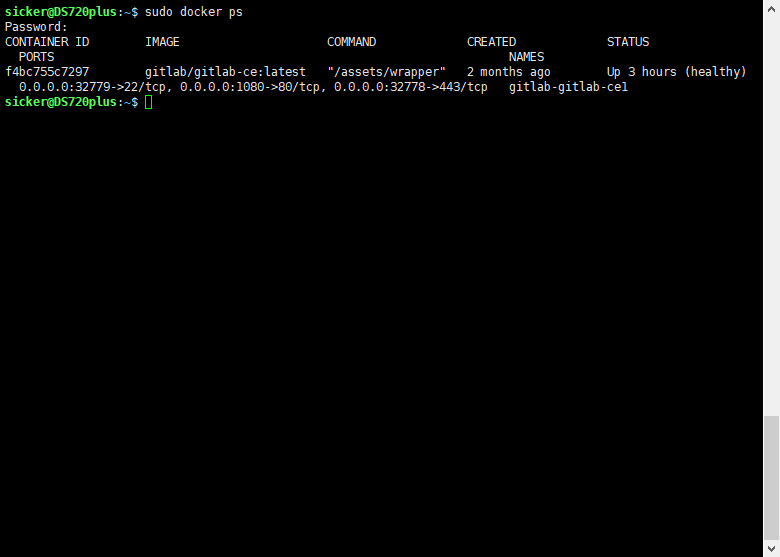 sicker@DS720plus:~$ sudo docker ps
Password:
CONTAINER ID        IMAGE                     COMMAND             CREATED             STATUS
  PORTS                                                                 NAMES
f4bc755c7297        gitlab/gitlab-ce:latest   "/assets/wrapper"   2 months ago        Up 3 hours (healthy)
  0.0.0.0:32779->22/tcp, 0.0.0.0:1080->80/tcp, 0.0.0.0:32778->443/tcp   gitlab-gitlab-ce1
sicker@DS720plus:~$